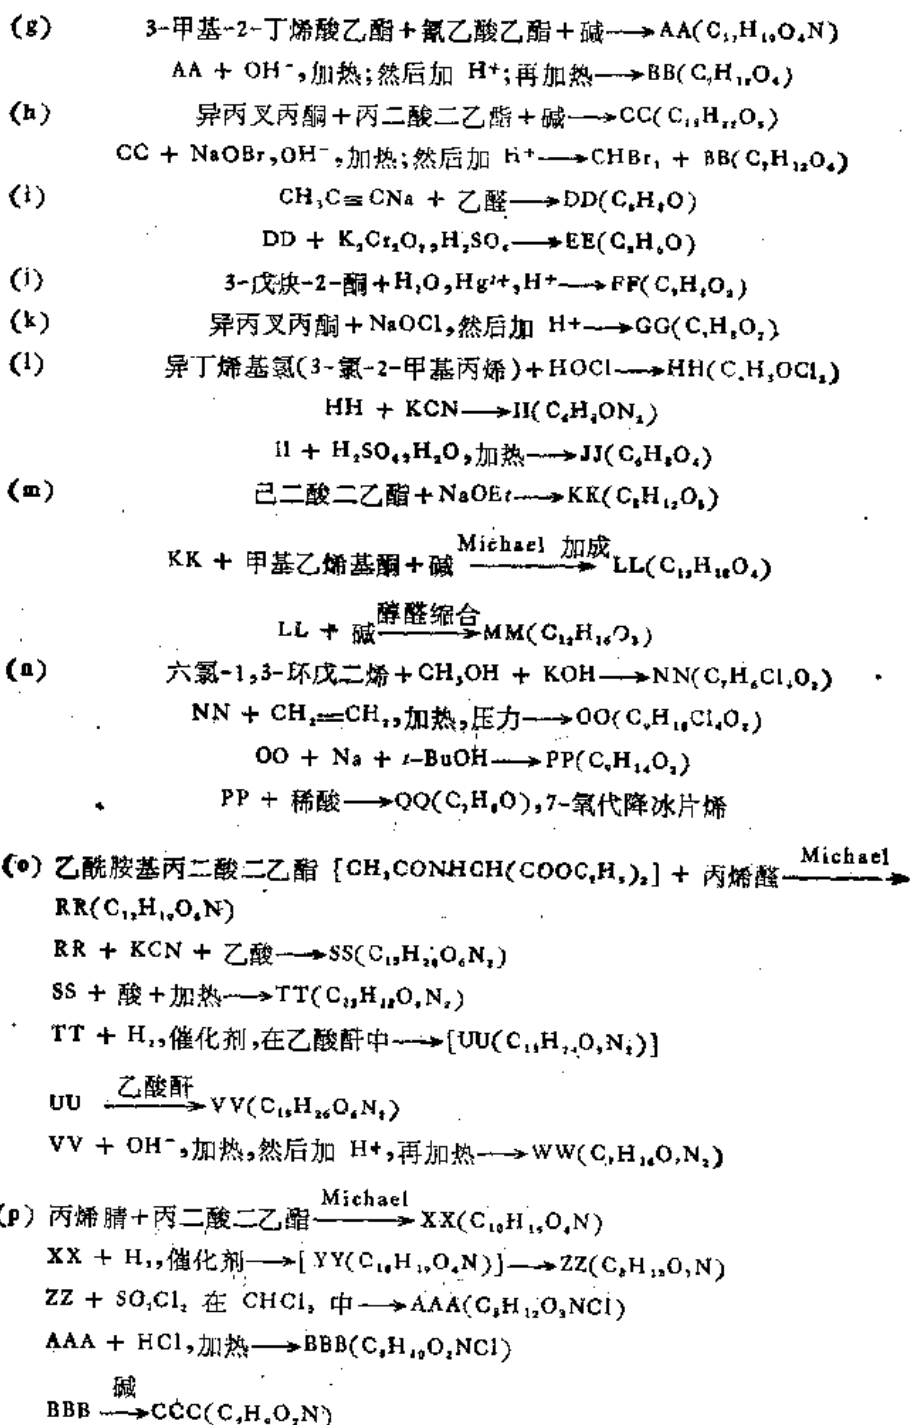 (g) 3-甲基-2-丁烯酸乙酯+氰乙酸乙酯+碱⟶AA(C₁₂H₁₉O₄N)
AA + OH⁻,加热;然后加 H⁺;再加热⟶BB(C₇H₁₂O₄)
(h) 异丙叉丙酮+丙二酸二乙酯+碱⟶CC(C₁₃H₂₂O₅)
CC + NaOBr,OH⁻,加热;然后加 H⁺⟶CHBr₃ + BB(C₇H₁₂O₄)
(i) CH₃C≡CNa + 乙醛⟶DD(C₅H₈O)
DD + K₂Cr₂O₇,H₂SO₄⟶EE(C₅H₆O)
(j) 3-戊炔-2-酮+H₂O,Hg²⁺,H⁺⟶FF(C₅H₈O₂)
(k) 异丙叉丙酮+NaOCl,然后加 H⁺⟶GG(C₅H₈O₂)
(l) 异丁烯基氯(3-氯-2-甲基丙烯)+HOCl⟶HH(C₄H₈OCl₂)
HH + KCN⟶II(C₆H₈ON₂)
II + H₂SO₄,H₂O,加热⟶JJ(C₆H₈O₄)
(m) 己二酸二乙酯+NaOEt⟶KK(C₈H₁₂O₃)
KK + 甲基乙烯基酮+碱 Michael 加成⟶LL(C₁₂H₁₈O₄)
LL + 碱 醇醛缩合⟶MM(C₁₂H₁₆O₃)
(n) 六氯-1,3-环戊二烯+CH₃OH + KOH⟶NN(C₇H₆Cl₄O₂)
NN + CH₂=CH₂,加热,压力⟶OO(C₉H₁₀Cl₄O₂)
OO + Na + t-BuOH⟶PP(C₉H₁₄O₂)
PP + 稀酸⟶QQ(C₇H₈O),7-氧代降冰片烯
(o) 乙酰胺基丙二酸二乙酯 [CH₃CONHCH(COOC₂H₅)₂] + 丙烯醛 Michael⟶
RR(C₁₂H₁₉O₆N)
RR + KCN + 乙酸⟶SS(C₁₃H₂₀O₆N₂)
SS + 酸+加热⟶TT(C₁₃H₁₈O₅N₂)
TT + H₂,催化剂,在乙酸酐中⟶[UU(C₁₃H₂₄O₅N₂)]
UU 乙酸酐⟶VV(C₁₅H₂₆O₆N₂)
VV + OH⁻,加热,然后加 H⁺,再加热⟶WW(C₆H₁₄O₂N₂)
(p) 丙烯腈+丙二酸二乙酯 Michael⟶XX(C₁₀H₁₅O₄N)
XX + H₂,催化剂⟶[YY(C₁₀H₁₉O₄N)]⟶ZZ(C₈H₁₃O₃N)
ZZ + SO₂Cl₂ 在 CHCl₃ 中⟶AAA(C₈H₁₂O₃NCl)
AAA + HCl,加热⟶BBB(C₅H₁₀O₂NCl)
BBB 碱⟶CCC(C₅H₉O₂N)